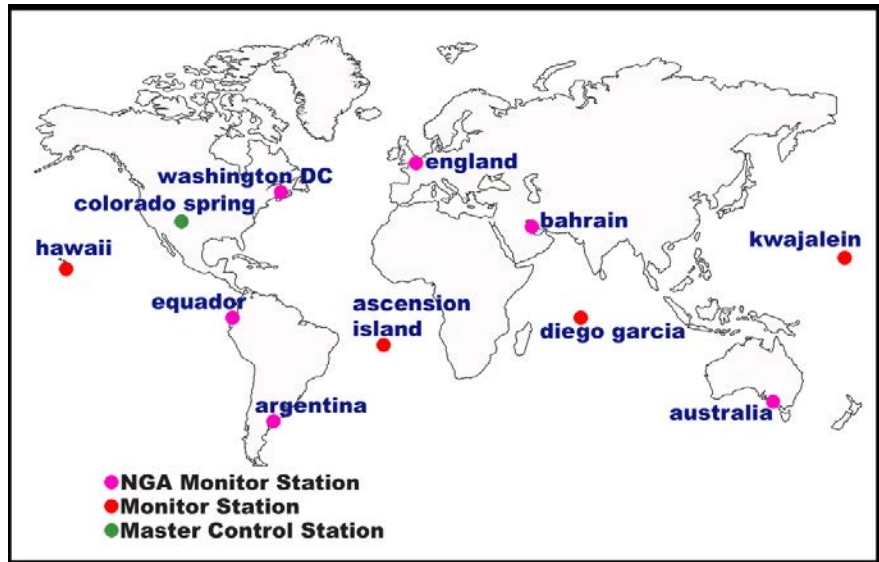 england
washington DC
colorado spring
bahrain
hawaii
kwajalein
equador
ascension
island
diego garcia
argentina
australia
NGA Monitor Station
Monitor Station
Master Control Station